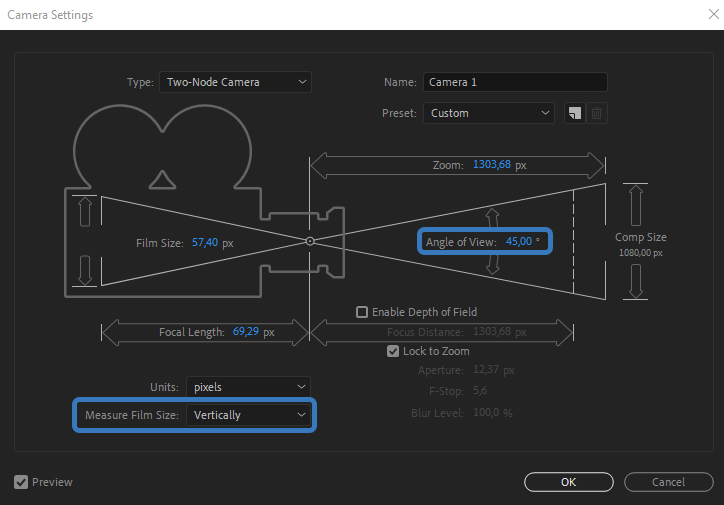 Camera Settings
Type: Two-Node Camera
Name: Camera 1
Preset: Custom
Zoom: 1303,68 px
Film Size: 57,40 px
Angle of View: 45,00 °
Comp Size
1080,00 px
Enable Depth of Field
Focal Length: 69,29 px
Focus Distance: 1303,68 px
Lock to Zoom
Aperture: 12,37 px
Units: pixels
F-Stop: 5,6
Measure Film Size: Vertically
Blur Level: 100,0 %
Preview
OK
Cancel